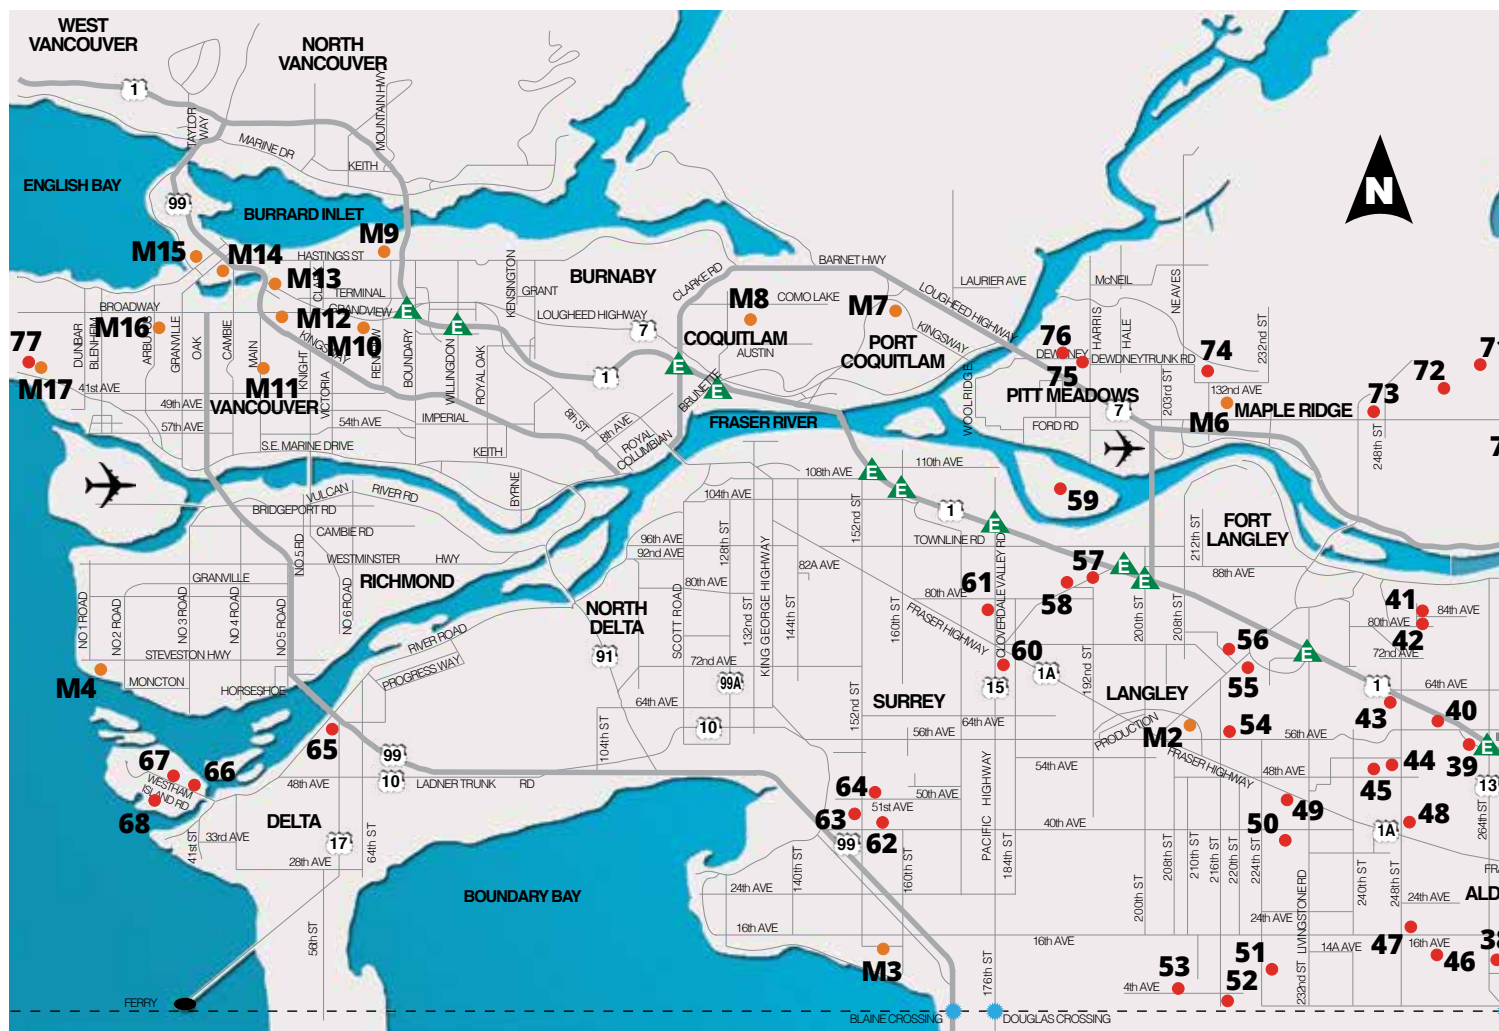 WEST
VANCOUVER
NORTH
VANCOUVER
1
TAYLOR
WAY
MOUNTAIN HWY
MARINE DR
KEITH
ENGLISH BAY
99
BURRARD INLET
N
M15
M14
M9
HASTINGS ST
M13
CLARK
TERMINAL
GRANDVIEW
KENSINGTON
GRANT
BURNABY
CLARKE RD
BARNET HWY
LAURIER AVE
McNEIL
NEAVES
BROADWAY
M16
M12
M10
E
E
LOUGHEED HIGHWAY
7
M8
COMO LAKE
M7
LOUGHEED HIGHWAY
KINGSWAY
COQUITLAM
AUSTIN
PORT
COQUITLAM
76
HARRIS
HALE
232nd ST
DEWDNEY
DEWDNEYTRUNK RD
74
75
77
M17
DUNBAR
BLENHEIM
ARBUTUS
GRANVILLE
OAK
CAMBIE
MAIN
KNIGHT
KINGSWAY
VICTORIA
RENFREW
BOUNDARY
WILLINGDON
ROYAL OAK
1
E
E
BRUNETTE
M11
VANCOUVER
41st AVE
49th AVE
57th AVE
54th AVE
IMPERIAL
S.E. MARINE DRIVE
KEITH
8th ST
8th AVE
ROYAL
COLUMBIAN
FRASER RIVER
WOOLRIDGE
PITT MEADOWS
203rd ST
132nd AVE
7
FORD RD
M6
MAPLE RIDGE
73
72
248th ST
VULCAN
RIVER RD
BRIDGEPORT RD
CAMBIE RD
BYRNE
WESTMINSTER
HWY
NO.5 RD
108th AVE
E
E
110th AVE
104th AVE
152nd ST
1
E
59
TOWNLINE RD
FORT
LANGLEY
212th ST
88th AVE
96th AVE
92nd AVE
128th ST
KING GEORGE HIGHWAY
82A AVE
80th AVE
GRANVILLE
RICHMOND
NO.1 ROAD
NO.2 ROAD
NO.3 ROAD
NO.4 ROAD
NO.5 ROAD
NO.6 ROAD
STEVESTON HWY
MONCTON
HORSESHOE
M4
RIVER ROAD
PROGRESS WAY
NORTH
DELTA
SCOTT ROAD
132nd ST
144th ST
91
72nd AVE
99A
64th AVE
10
104th ST
61
80th AVE
CLOVERDALE VALLEY RD
57
58
E
E
200th ST
208th ST
160th ST
FRASER HIGHWAY
60
1A
15
192nd ST
41
84th AVE
80th AVE
42
72nd AVE
56
55
E
1
64th AVE
43
40
SURREY
152nd ST
64th AVE
56th AVE
LANGLEY
PRODUCTION
M2
54
56th AVE
FRASER HIGHWAY
48th AVE
44
45
39
E
13
65
99
10
LADNER TRUNK
RD
48th AVE
67
66
WESTHAM
ISLAND RD
68
41st ST
33rd AVE
DELTA
17
28th AVE
64th ST
64
50th AVE
51st AVE
63
62
99
54th AVE
PACIFIC HIGHWAY
184th ST
40th AVE
49
50
48
1A
264th ST
140th ST
160th ST
200th ST
208th ST
210th ST
216th ST
220th ST
224th ST
LIVINGSTONE RD
240th ST
248th ST
BOUNDARY BAY
24th AVE
16th AVE
24th AVE
24th AVE
56th ST
M3
16th AVE
176th ST
14A AVE
47
16th AVE
46
53
4th AVE
52
51
232nd ST
FERRY
BLAINE CROSSING
DOUGLAS CROSSING